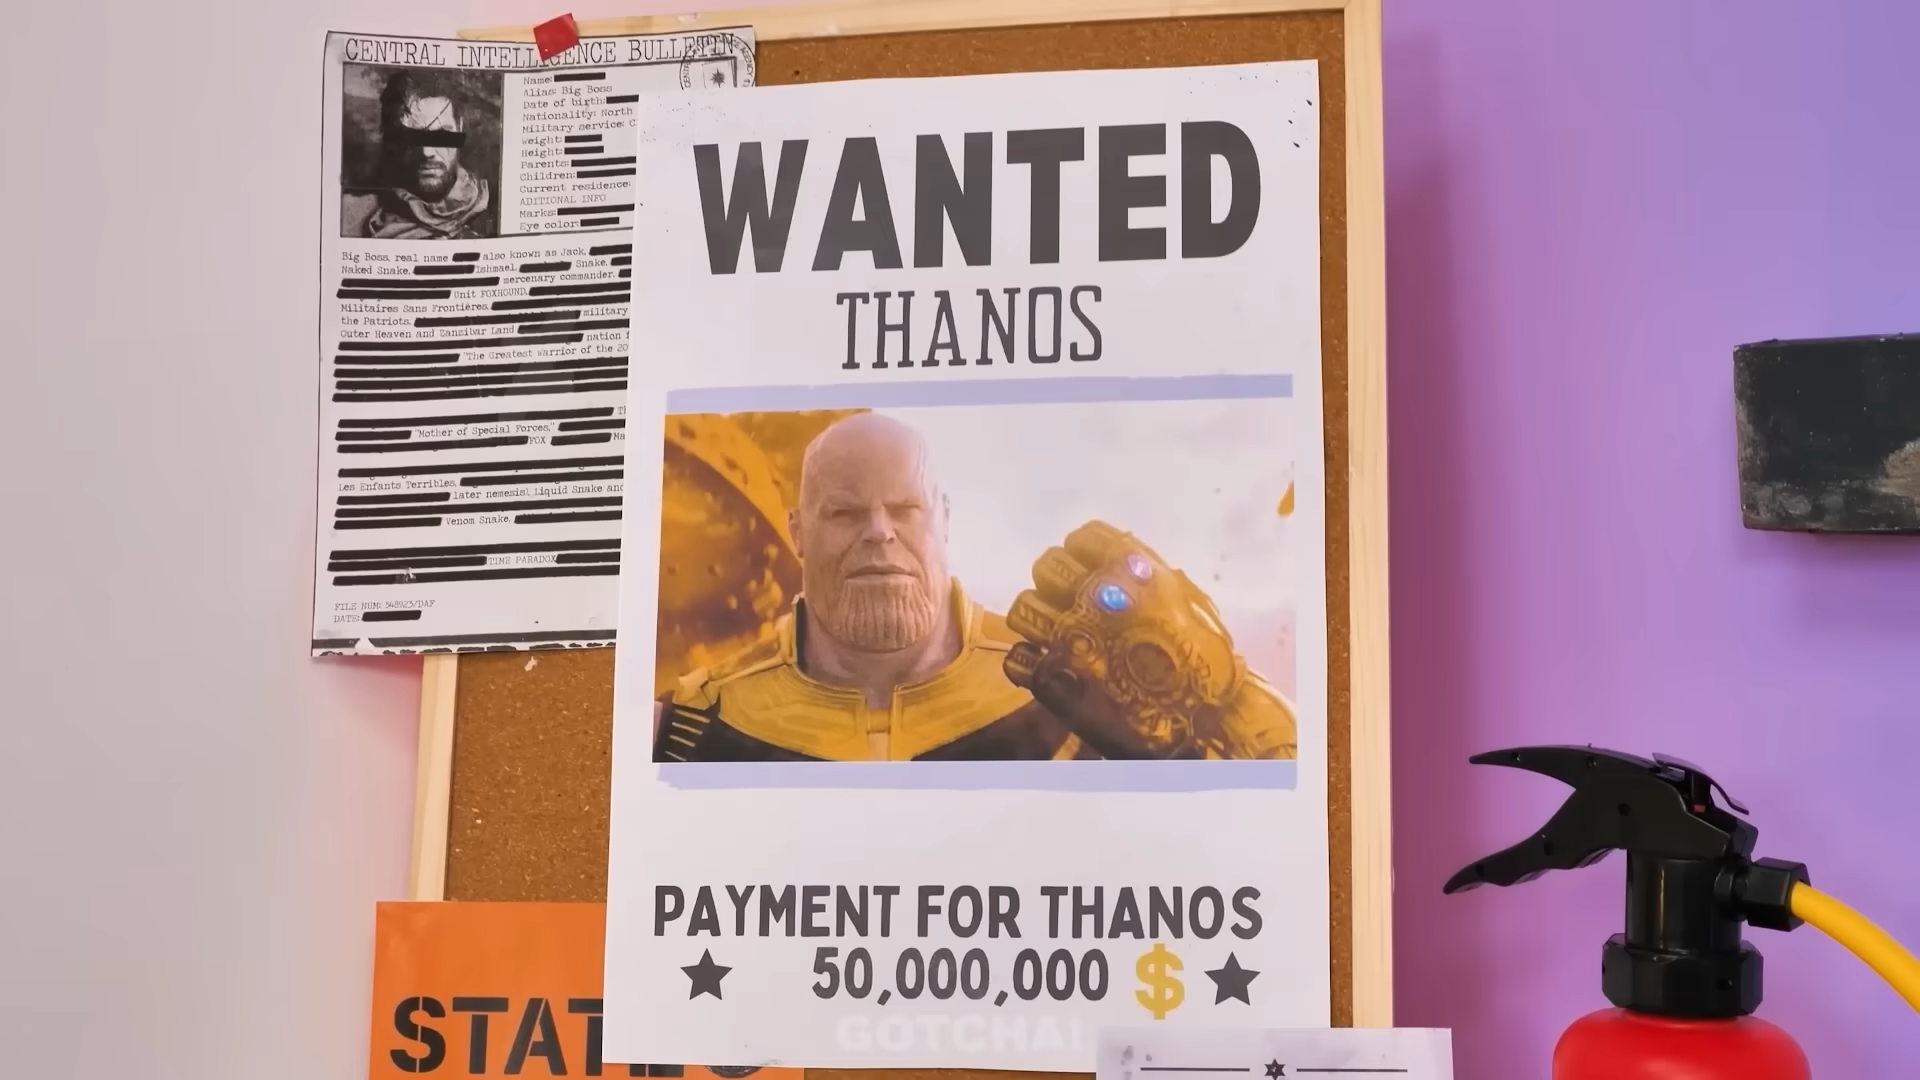 CENTRAL INTELLIGENCE BULLETIN
Name:
Alias: Big Boss
Date of birth:
Nationality: North
Military service: C
Weight:
Height:
Parents:
Children:
Current residence:
ADITIONAL INFO
Marks:
Eye color:
Big Boss, real name also known as Jack,
Naked Snake, Ishmael, Snake,
mercenary commander.
Unit FOXHOUND,
Militaires Sans Frontières, military
the Patriots,
Outer Heaven and Zanzibar Land
nation f
"The Greatest Warrior of the 20
Th
"Mother of Special Forces,"
FOX Ma
Les Enfants Terribles,
later nemesis), Liquid Snake and
Venom Snake,
TIME PARADOX
FILE NUM: 548923/DAF
DATE:
WANTED
THANOS
PAYMENT FOR THANOS
50,000,000 $
GOTCHA!